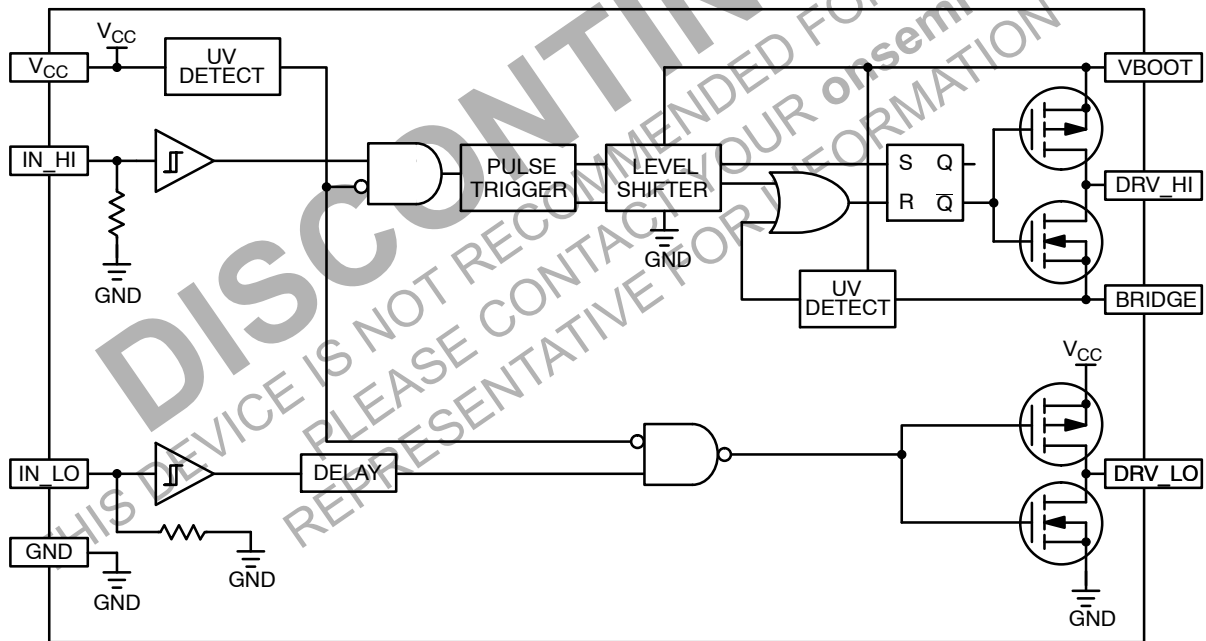 VCC
VCC
UV
DETECT
VBOOT
IN_HI
PULSE
TRIGGER
LEVEL
SHIFTER
S Q
R Q̅
DRV_HI
GND
GND
UV
DETECT
BRIDGE
VCC
IN_LO
DELAY
DRV_LO
GND
GND
GND
GND
DISCONTIN
THIS DEVICE IS NOT RECOMMENDED FOR
PLEASE CONTACT YOUR onsemi
REPRESENTATIVE FOR INFORMATION